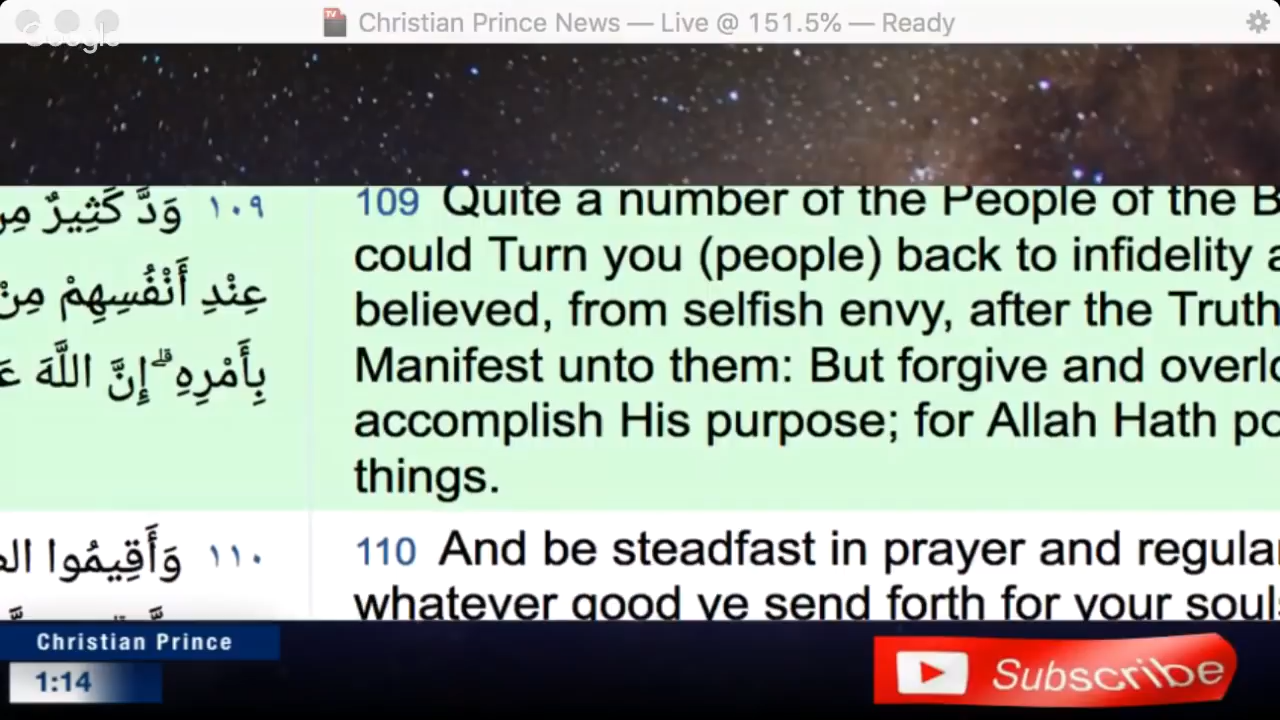 Christian Prince News — Live @ 151.5% — Ready
Google
١٠٩ وَدَّ كَثِيرٌ
109 Quite a number of the People of the
عِنْدِ أَنْفُسِهِمْ مِنْ
could Turn you (people) back to infidelity
believed, from selfish envy, after the Truth
بِأَمْرِهِ ۗ إِنَّ اللَّهَ
Manifest unto them: But forgive and
accomplish His purpose; for Allah Hath
things.
١١٠ وَأَقِيمُوا
110 And be steadfast in prayer and
whatever good ye send forth for your
Christian Prince
1:14
Subscribe